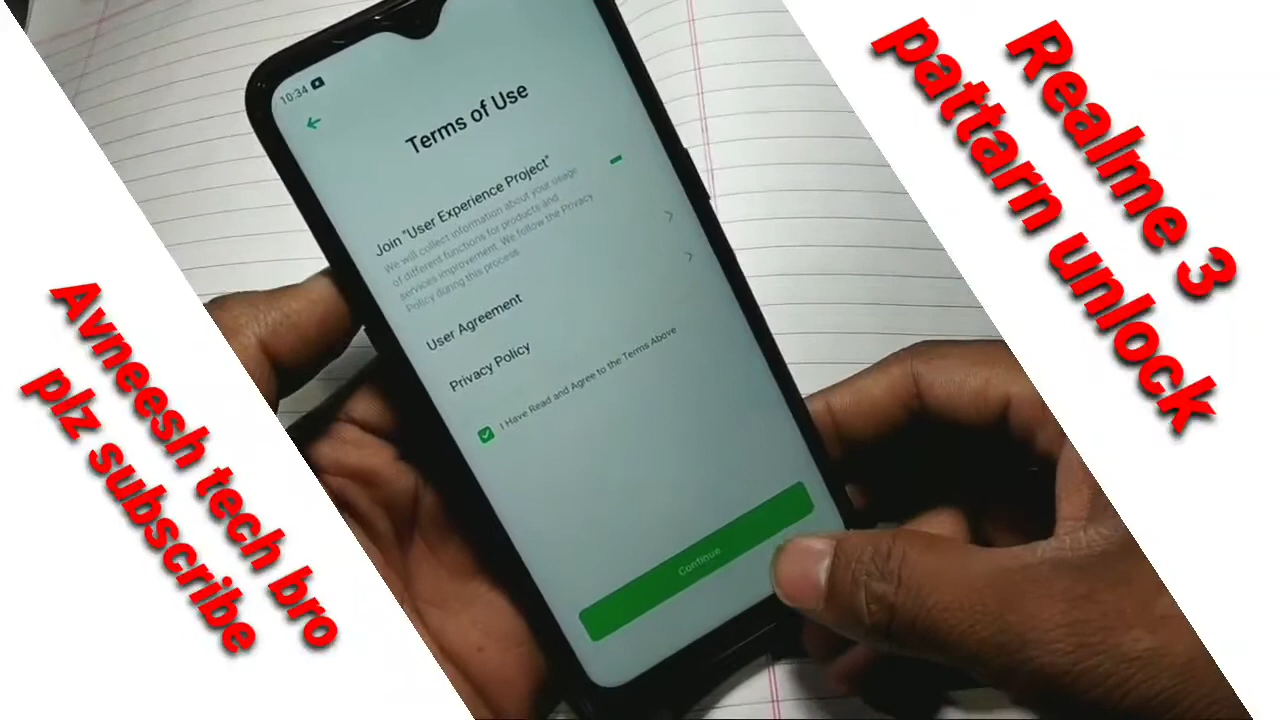 10:34
Terms of Use
Join "User Experience Project"
We will collect information about your usage
of different functions for products and
services improvement. We follow the Privacy
Policy during this process.
User Agreement
Privacy Policy
I Have Read and Agree to the Terms Above
Continue
Realme 3
pattarn unlock
Avneesh tech bro
plz subscribe